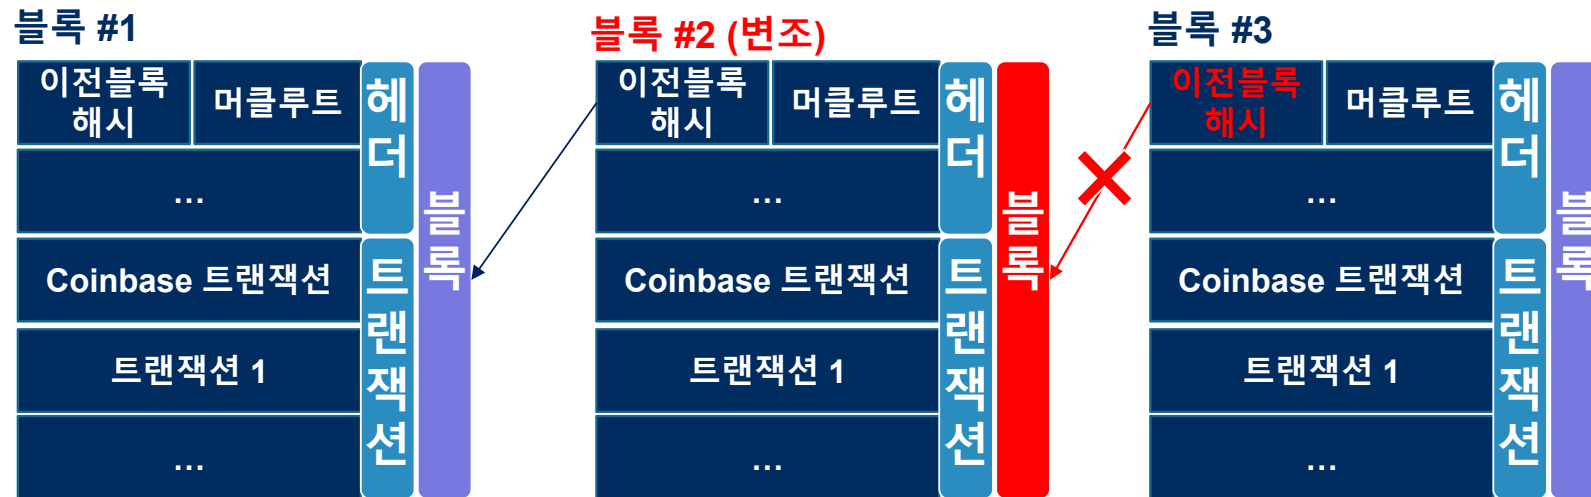 블록 #1
이전블록
해시
머클루트
헤더
...
블록
Coinbase 트랜잭션
트랜잭션
트랜잭션 1
...
블록 #2 (변조)
이전블록
해시
머클루트
헤더
...
블록
Coinbase 트랜잭션
트랜잭션
트랜잭션 1
...
블록 #3
이전블록
해시
머클루트
헤더
...
블록
Coinbase 트랜잭션
트랜잭션
트랜잭션 1
...